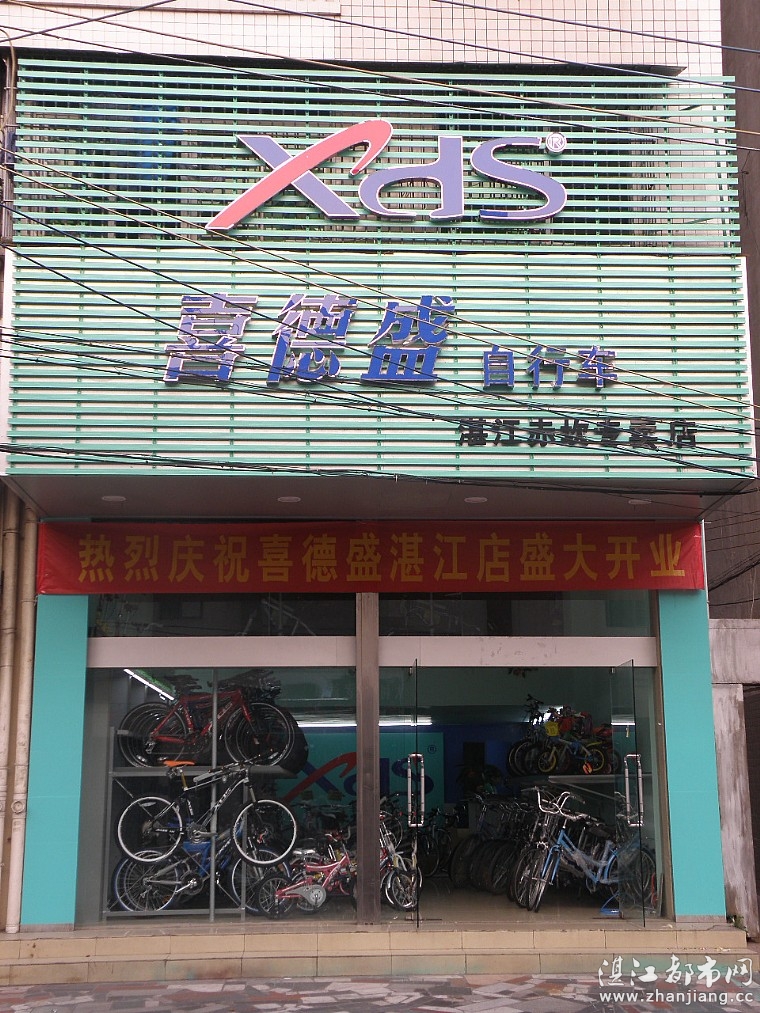 Xds®
喜德盛 自行车
湛江赤坎专卖店
热烈庆祝喜德盛湛江店盛大开业
Xds®
湛江都市网
www.zhanjiang.cc